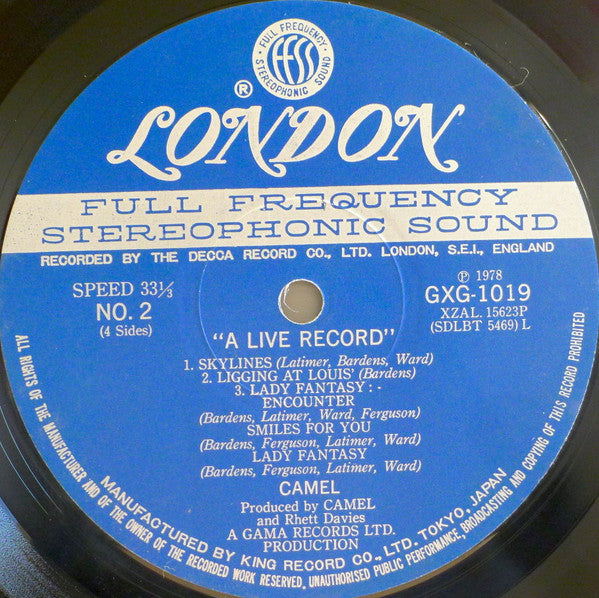 FULL FREQUENCY
ffss
STEREOPHONIC SOUND
®
LONDON
FULL FREQUENCY
STEREOPHONIC SOUND
RECORDED BY THE DECCA RECORD CO., LTD. LONDON, S.E.I., ENGLAND
SPEED 33⅓
NO. 2
(4 Sides)
℗ 1978
GXG-1019
XZAL. 15623P
(SDLBT 5469) L
"A LIVE RECORD"
1. SKYLINES (Latimer, Bardens, Ward)
2. LIGGING AT LOUIS' (Bardens)
3. LADY FANTASY : -
ENCOUNTER
(Bardens, Latimer, Ward, Ferguson)
SMILES FOR YOU
(Bardens, Ferguson, Latimer, Ward)
LADY FANTASY
(Bardens, Ferguson, Latimer, Ward)
CAMEL
Produced by CAMEL
and Rhett Davies
A GAMA RECORDS LTD.
PRODUCTION
MANUFACTURED BY KING RECORD CO., LTD. TOKYO, JAPAN
ALL RIGHTS OF THE MANUFACTURER AND OF THE OWNER OF THE RECORDED WORK RESERVED, UNAUTHORISED PUBLIC PERFORMANCE, BROADCASTING AND COPYING OF THIS RECORD PROHIBITED